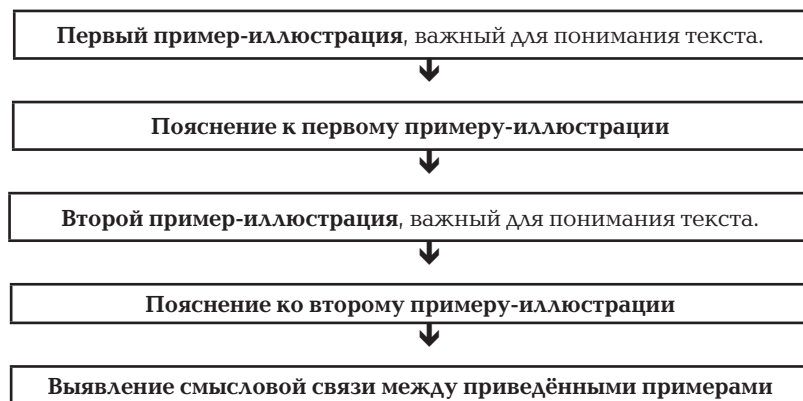 Первый пример-иллюстрация, важный для понимания текста.
Пояснение к первому примеру-иллюстрации
Второй пример-иллюстрация, важный для понимания текста.
Пояснение ко второму примеру-иллюстрации
Выявление смысловой связи между приведёнными примерами